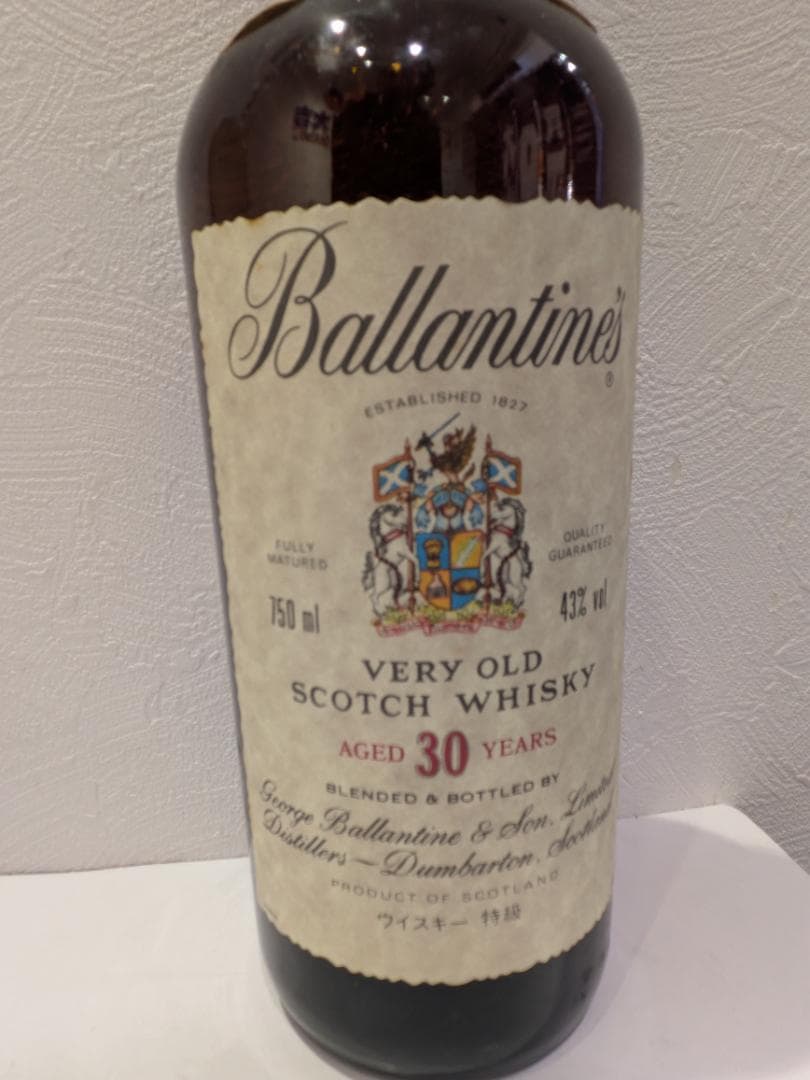 Ballantine's
®
ESTABLISHED 1827
FULLY MATURED
QUALITY GUARANTEED
750 ml
43% vol
VERY OLD
SCOTCH WHISKY
AGED 30 YEARS
BLENDED & BOTTLED BY
George Ballantine & Son, Limited
Distillers — Dumbarton, Scotland
PRODUCT OF SCOTLAND
ウイスキー 特級